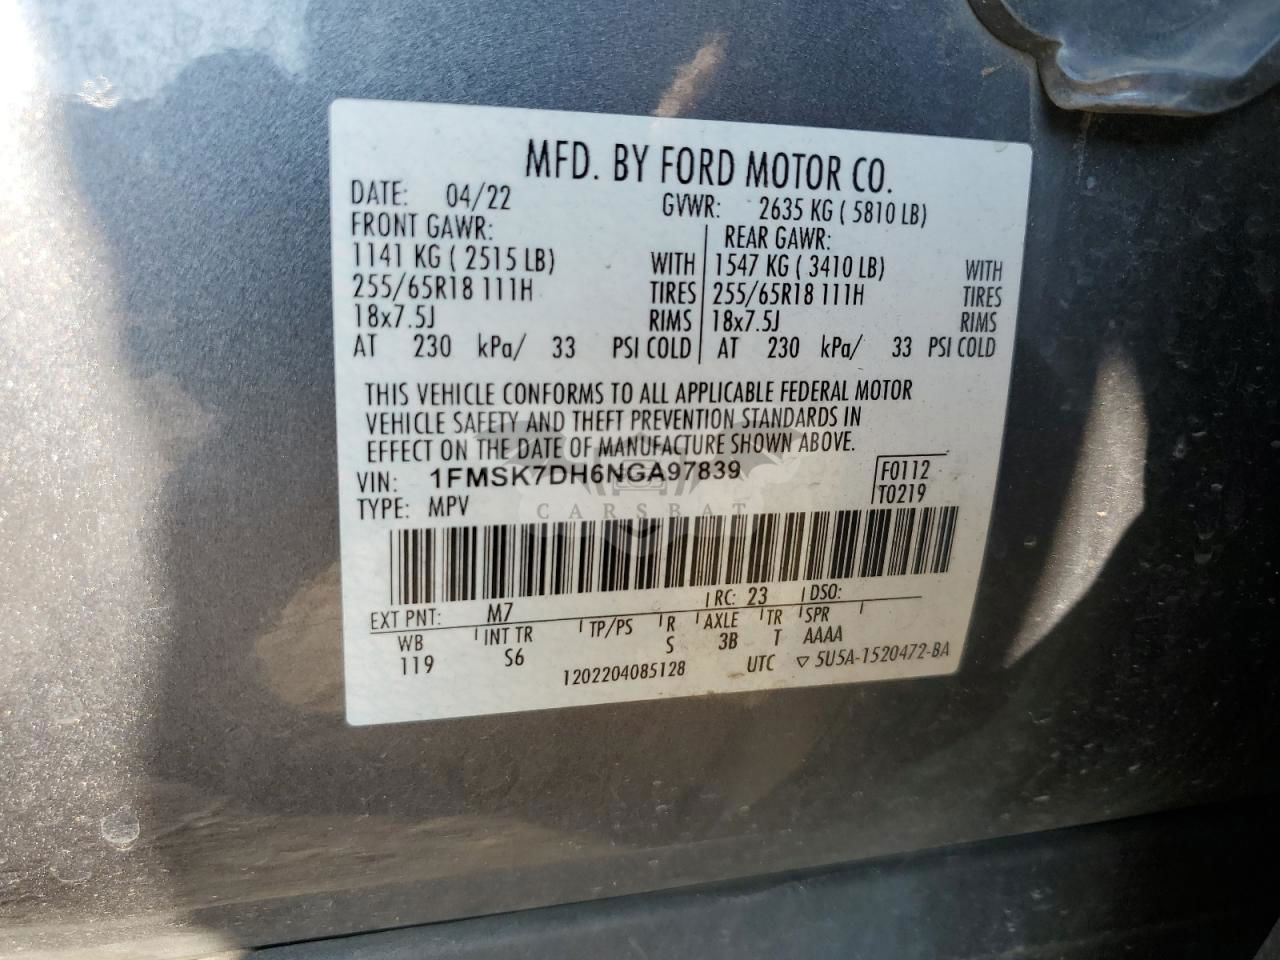 MFD. BY FORD MOTOR CO.
DATE: 04/22 GVWR: 2635 KG ( 5810 LB)
FRONT GAWR: REAR GAWR:
1141 KG ( 2515 LB) WITH 1547 KG ( 3410 LB) WITH
255/65R18 111H TIRES 255/65R18 111H TIRES
18x7.5J RIMS 18x7.5J RIMS
AT 230 kPa/ 33 PSI COLD AT 230 kPa/ 33 PSI COLD
THIS VEHICLE CONFORMS TO ALL APPLICABLE FEDERAL MOTOR
VEHICLE SAFETY AND THEFT PREVENTION STANDARDS IN
EFFECT ON THE DATE OF MANUFACTURE SHOWN ABOVE.
VIN: 1FMSK7DH6NGA97839 F0112
TYPE: MPV T0219
CARSBAT
EXT PNT: M7 RC: 23 DSO:
WB INT TR TP/PS R AXLE TR SPR
119 S6 S 3B T AAAA
1202204085128 UTC ▽ 5U5A-1520472-BA